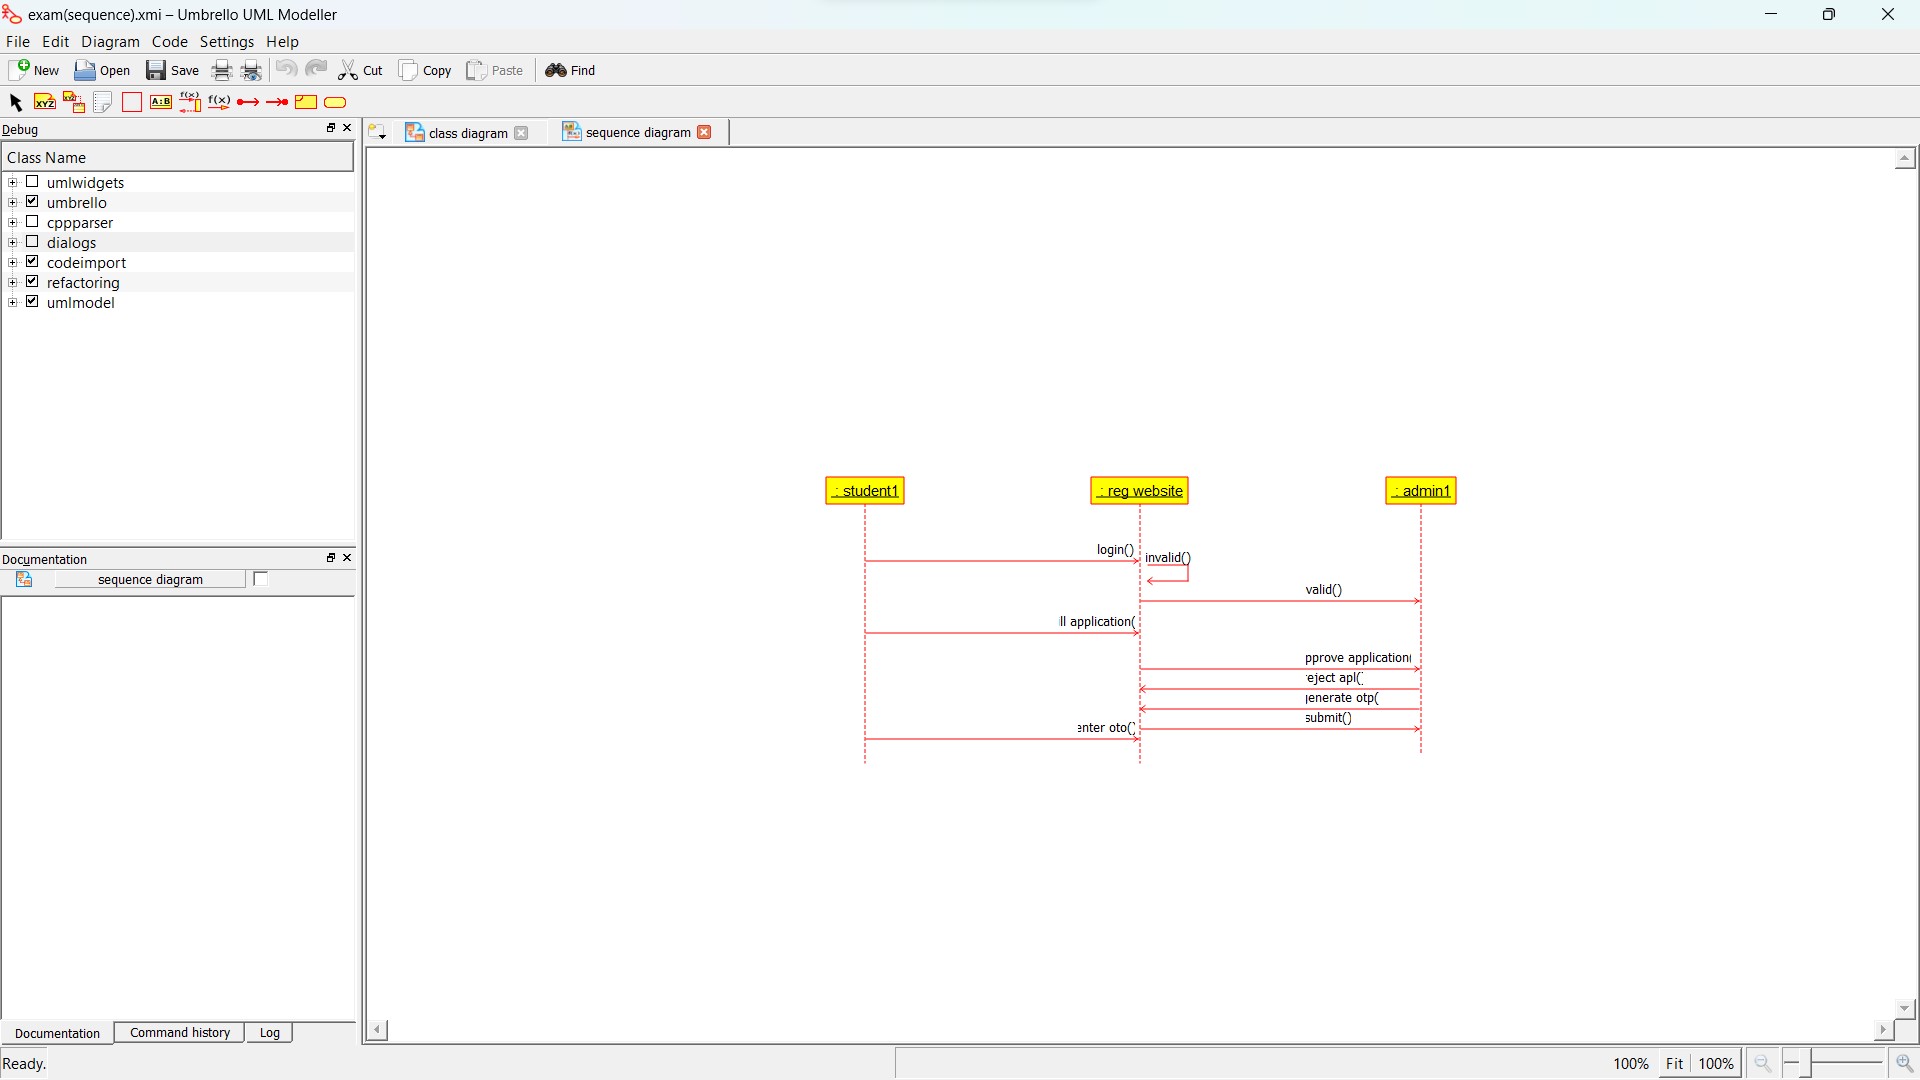 exam(sequence).xmi – Umbrello UML Modeller
File Edit Diagram Code Settings Help
New Open Save Cut Copy Paste Find
XYZ XYZ A:B f(x) f(x)
Debug
class diagram sequence diagram
Class Name
umlwidgets
umbrello
cppparser
dialogs
codeimport
refactoring
umlmodel
: student1 : reg website : admin1
login() invalid()
valid()
ll application(
pprove application(
eject apl()
Documentation
sequence diagram
generate otp(
submit()
enter oto()
Documentation Command history Log
Ready. 100% Fit 100%